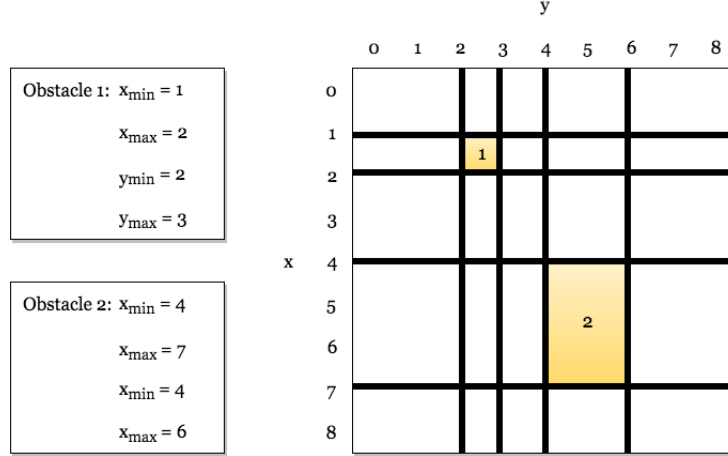 y
0 1 2 3 4 5 6 7 8
Obstacle 1: xmin = 1
xmax = 2
ymin = 2
ymax = 3
Obstacle 2: xmin = 4
xmax = 7
xmin = 4
xmax = 6
x
0
1
2
3
4
5
6
7
8
1
2